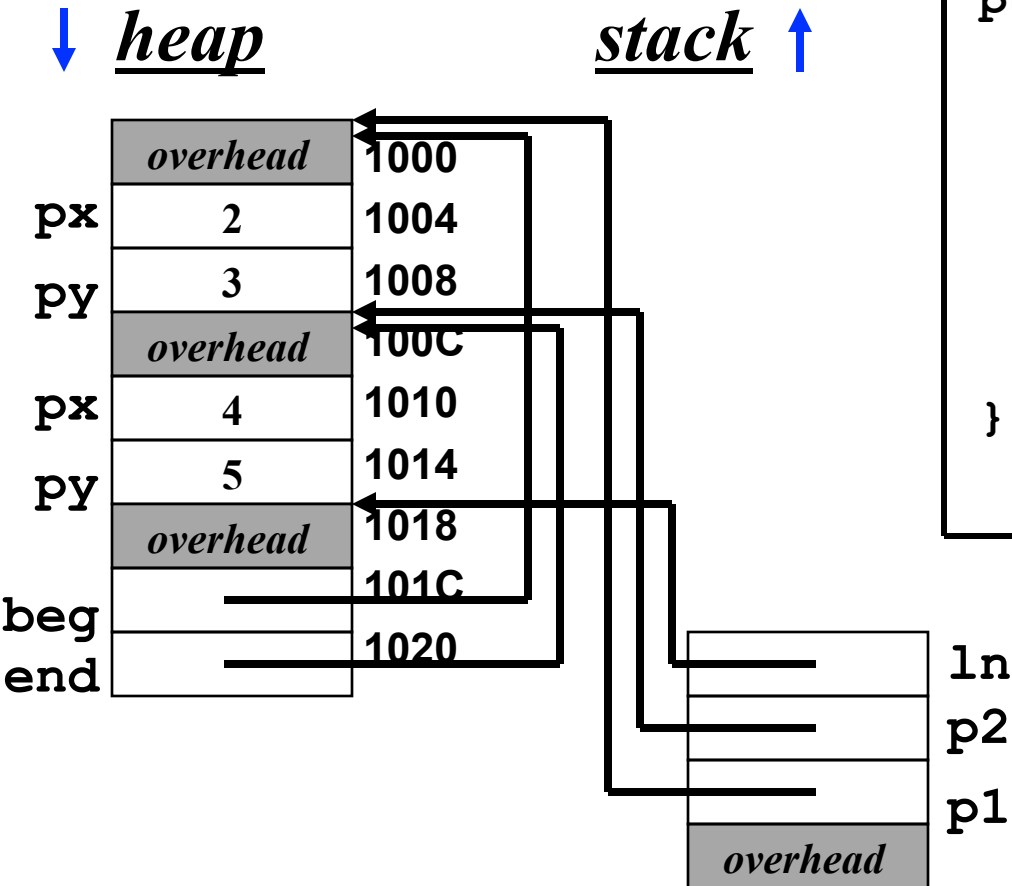 heap stack
p
overhead 1000
px 2 1004
py 3 1008
overhead 100C
px 4 1010
py 5 1014
overhead 1018
}
beg 101C
end 1020
ln
p2
p1
overhead